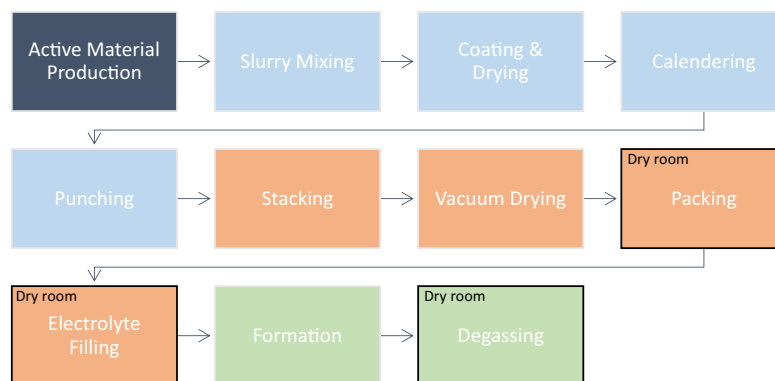 Active Material
Production
Slurry Mixing
Coating &
Drying
Calendering
Punching
Stacking
Vacuum Drying
Dry room
Packing
Dry room
Electrolyte
Filling
Formation
Dry room
Degassing